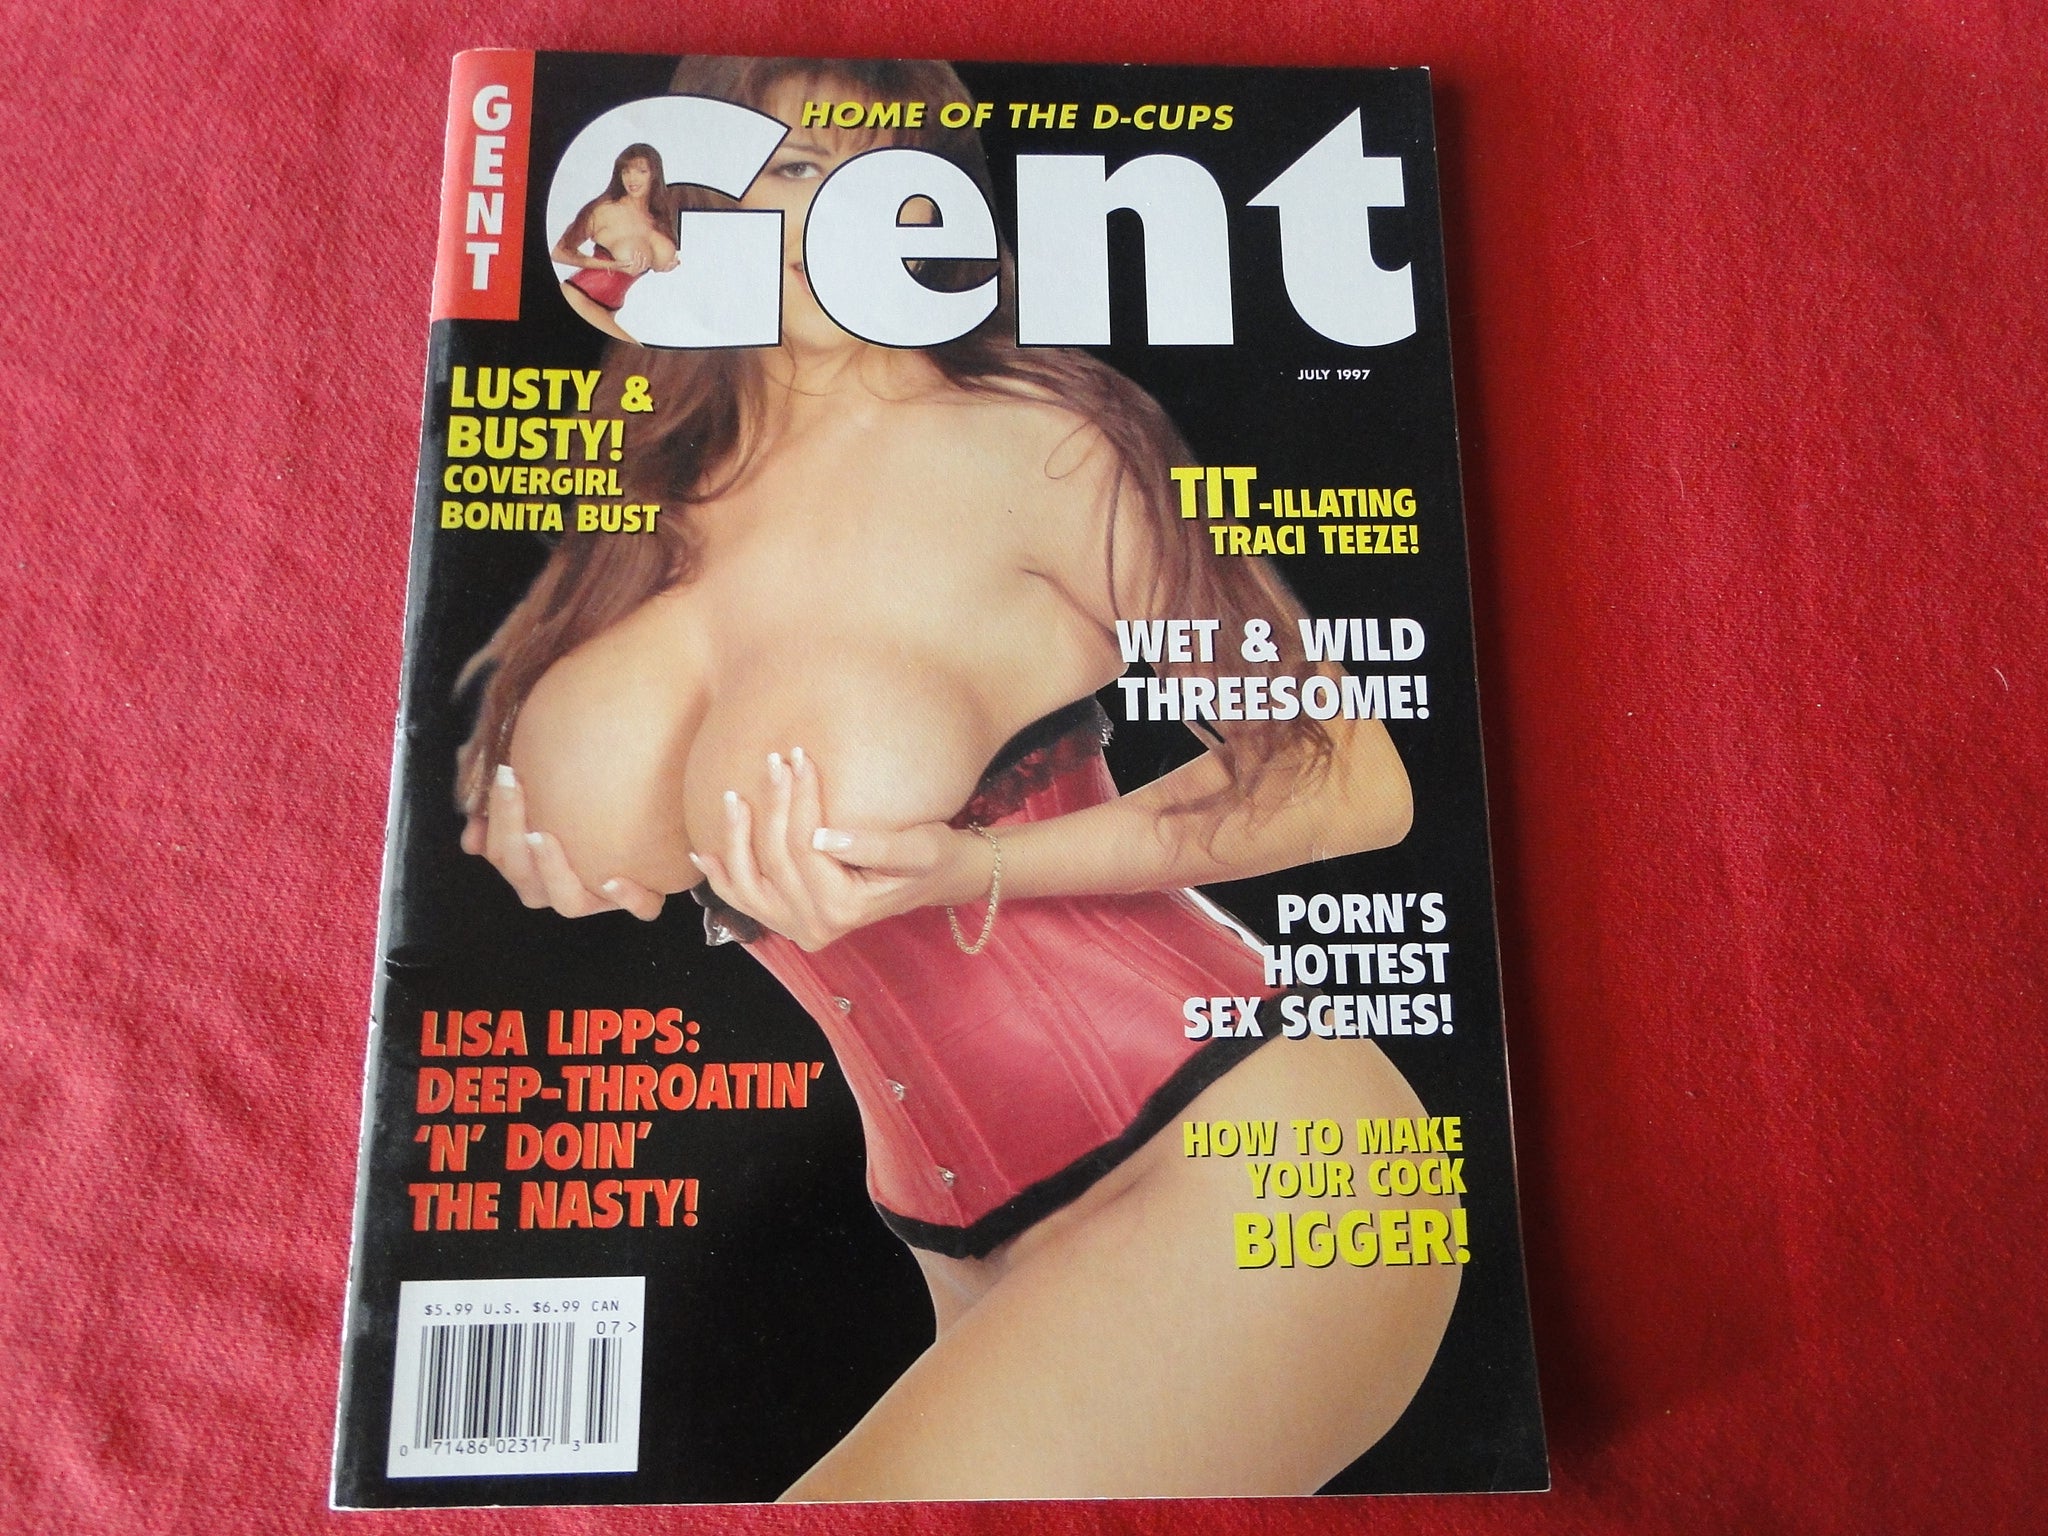 GENT
HOME OF THE D-CUPS
Gent
JULY 1997
LUSTY &
BUSTY!
COVERGIRL
BONITA BUST
TIT-ILLATING
TRACI TEEZE!
WET & WILD
THREESOME!
PORN'S
HOTTEST
SEX SCENES!
LISA LIPPS:
DEEP-THROATIN'
'N' DOIN'
THE NASTY!
HOW TO MAKE
YOUR COCK
BIGGER!
$5.99 U.S. $6.99 CAN
07>
0 71486 02317 3